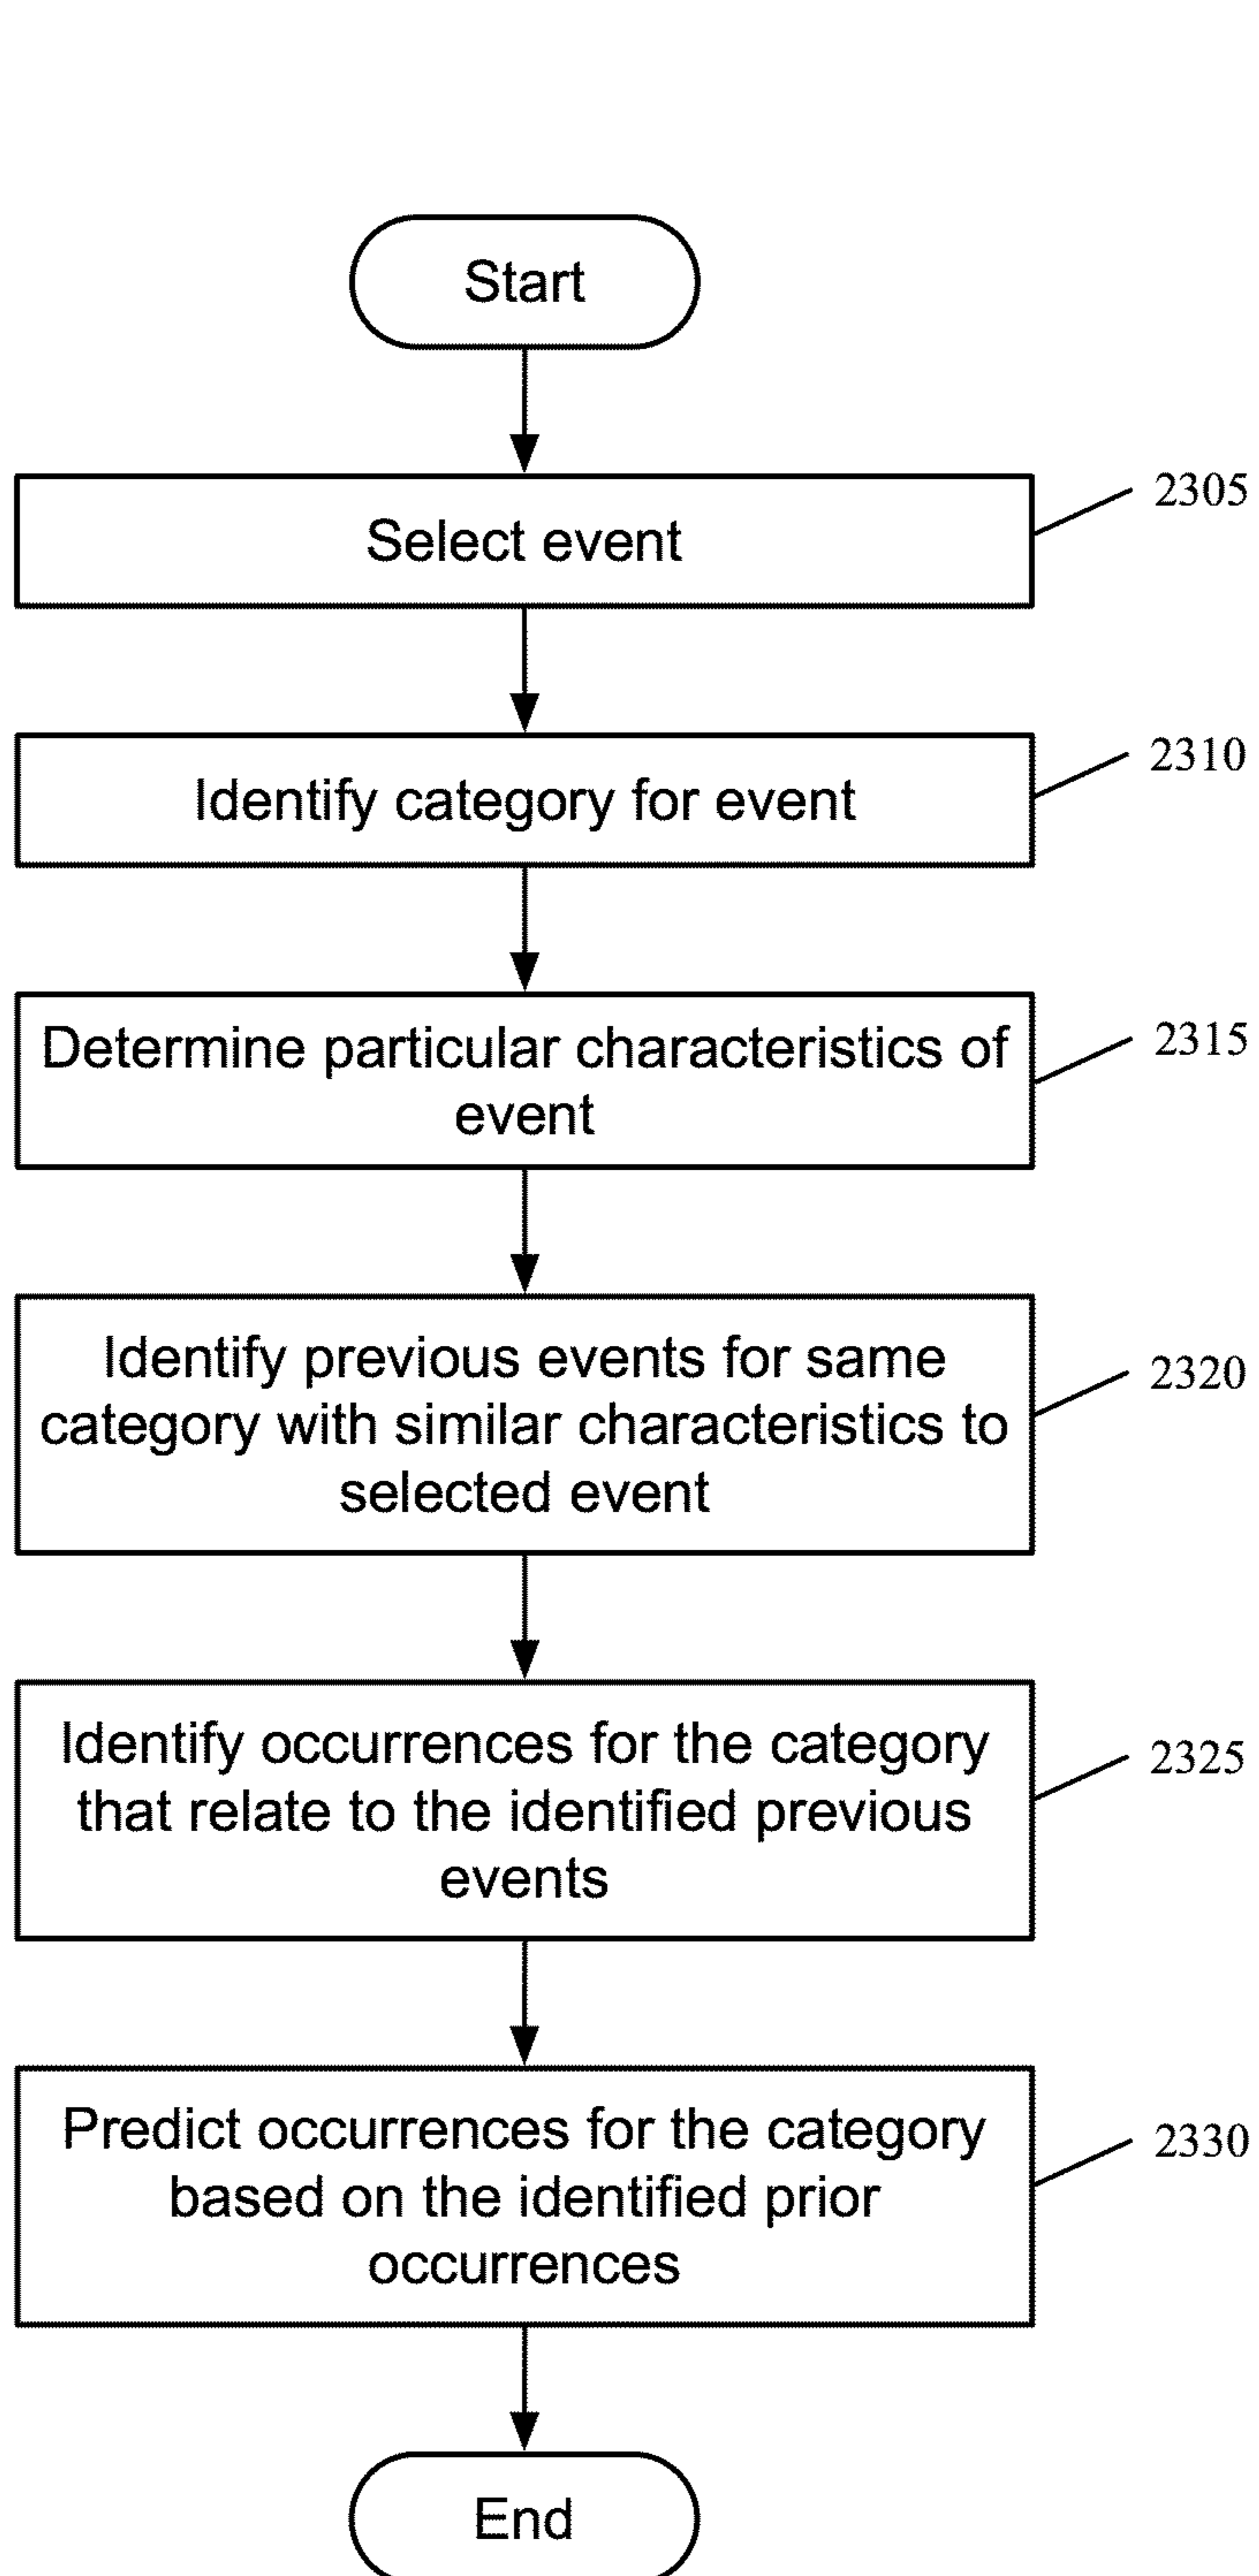 Start
Select event
2305
Identify category for event
2310
Determine particular characteristics of
event
2315
Identify previous events for same
category with similar characteristics to
selected event
2320
Identify occurrences for the category
that relate to the identified previous
events
2325
Predict occurrences for the category
based on the identified prior
occurrences
2330
End